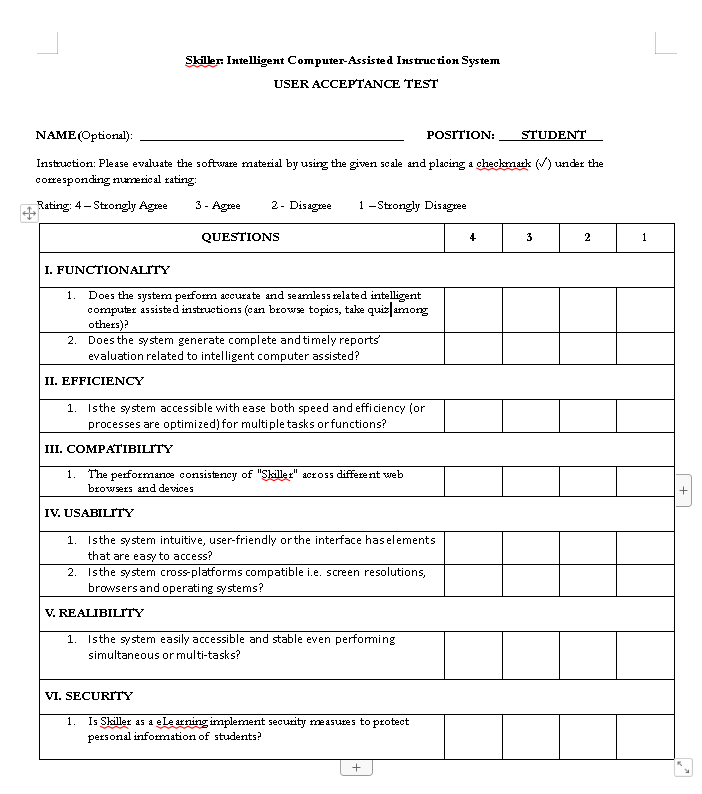 Skiller: Intelligent Computer-Assisted Instruction System
USER ACCEPTANCE TEST
NAME(Optional): ____________________ POSITION: STUDENT
Instruction: Please evaluate the software material by using the given scale and placing a checkmark (√) under the
corresponding numerical rating:
Rating: 4 – Strongly Agree 3 - Agree 2 - Disagree 1 – Strongly Disagree
QUESTIONS 4 3 2 1
I. FUNCTIONALITY
1. Does the system perform accurate and seamless related intelligent
computer assisted instructions (can browse topics, take quiz among
others)?
2. Does the system generate complete and timely reports’
evaluation related to intelligent computer assisted?
II. EFFICIENCY
1. Is the system accessible with ease both speed and efficiency (or
processes are optimized) for multiple tasks or functions?
III. COMPATIBILITY
1. The performance consistency of "Skiller" across different web
browsers and devices
IV. USABILITY
1. Is the system intuitive, user-friendly or the interface has elements
that are easy to access?
2. Is the system cross-platforms compatible i.e. screen resolutions,
browsers and operating systems?
V. REALIBILITY
1. Is the system easily accessible and stable even performing
simultaneous or multi-tasks?
VI. SECURITY
1. Is Skiller as a eLearning implement security measures to protect
personal information of students?